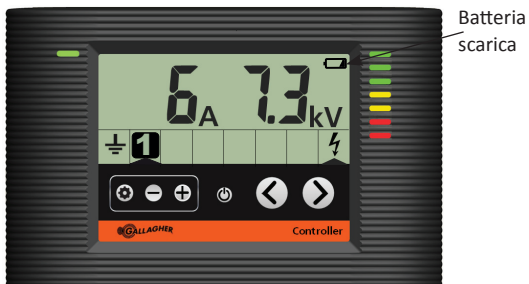 Batteria
scarica
6A 7.3kV
1
GALLAGHER Controller